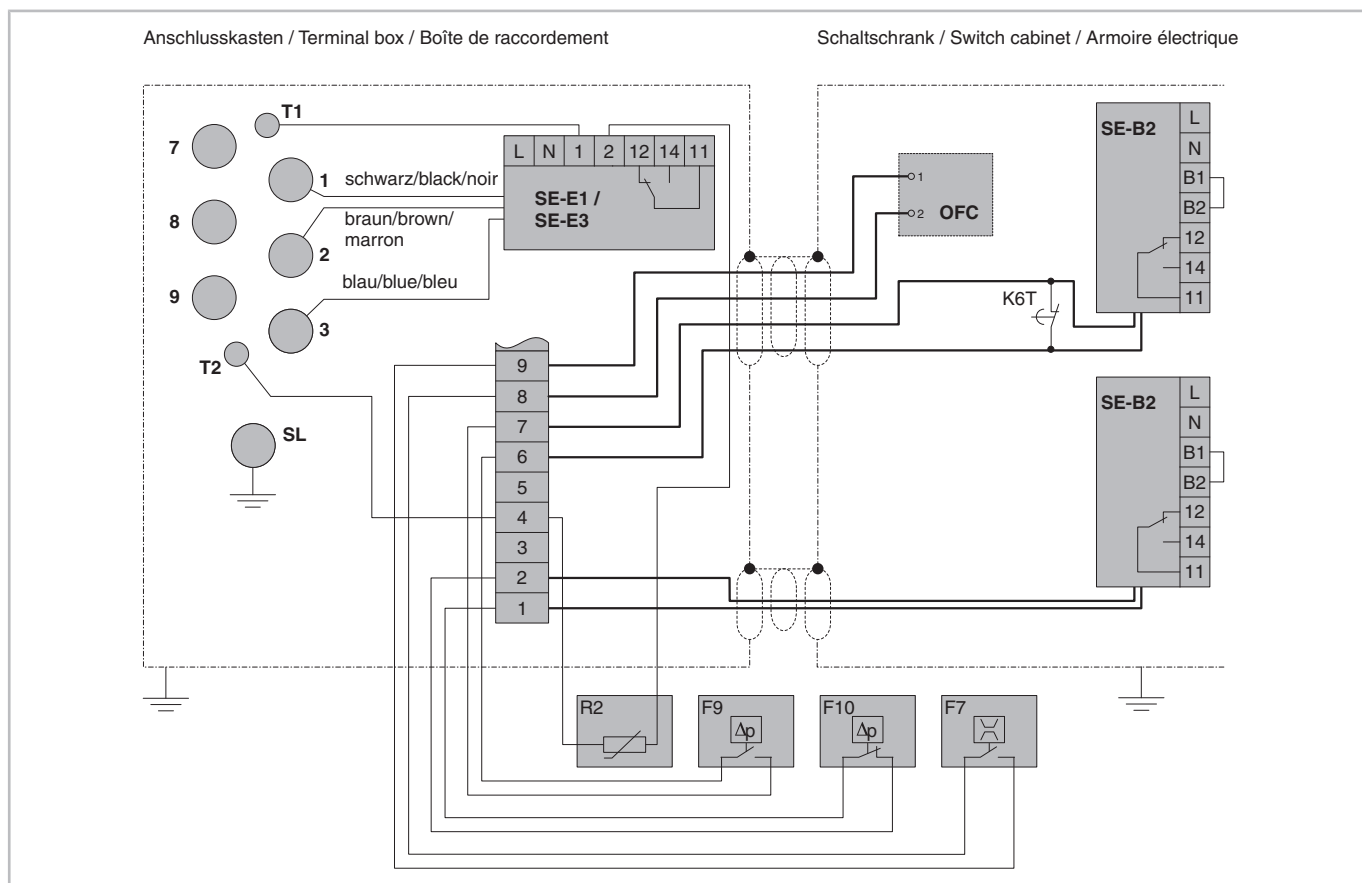 Anschlusskasten / Terminal box / Boîte de raccordement
Schaltschrank / Switch cabinet / Armoire électrique
T1
7
1
schwarz/black/noir
8
braun/brown/
marron
2
9
blau/blue/bleu
3
T2
SL
L N 1 2 12 14 11
SE-E1 /
SE-E3
9
8
7
6
5
4
3
2
1
1
2
OFC
K6T
SE-B2
L
N
B1
B2
12
14
11
SE-B2
L
N
B1
B2
12
14
11
R2
F9
Δp
F10
Δp
F7